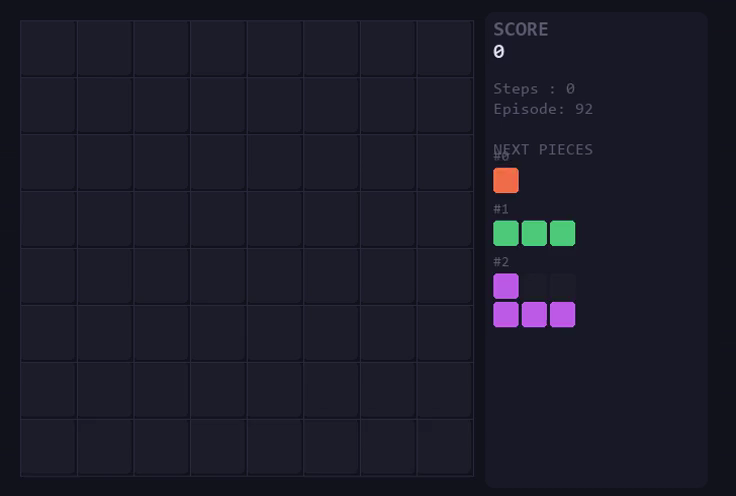 SCORE
0
Steps : 0
Episode: 92
NEXT PIECES
#0
#1
#2